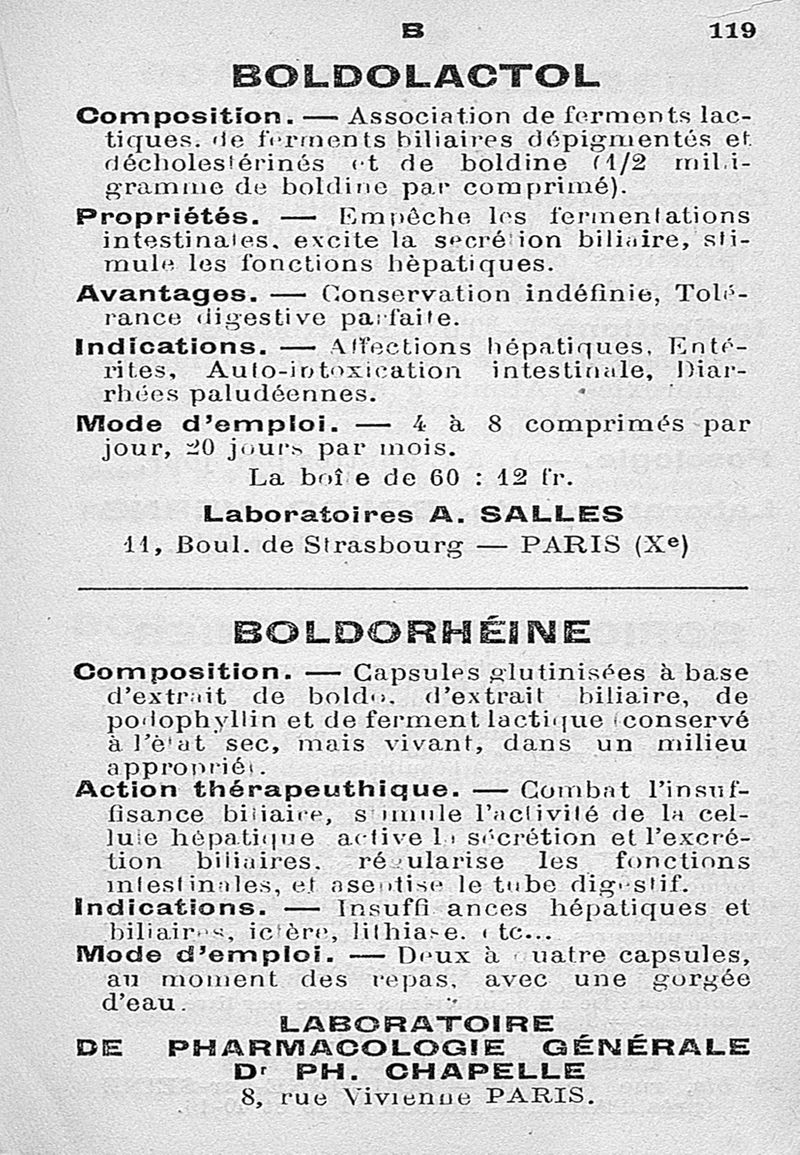 B 119
BOLDOLACTOL
Composition. — Association de ferments lac-
tiques. de ferments biliaires dépigmentés et
décholestérinés et de boldine (1/2 milli-
gramme de boldine par comprimé).
Propriétés. — Empêche les fermentations
intestinales, excite la secrétion biliaire, sti-
mule les fonctions hèpatiques.
Avantages. — Conservation indéfinie, Tolé-
rance digestive parfaite.
Indications. — Affections hépatiques, Enté-
rites, Auto-intoxication intestinale, Diar-
rhées paludéennes.
Mode d'emploi. — 4 à 8 comprimés par
jour, 20 jours par mois.
La boîte de 60 : 12 fr.
Laboratoires A. SALLES
11, Boul. de Strasbourg — PARIS (Xe)
BOLDORHÉINE
Composition. — Capsules glutinisées à base
d'extrait de boldo, d'extrait biliaire, de
podophyllin et de ferment lactique (conservé
à l'ètat sec, mais vivant, dans un milieu
approprié).
Action thérapeuthique. — Combat l'insuf-
fisance biliaire, stimule l'activité de la cel-
lule hèpatique active la sécrétion et l'excré-
tion biliaires. régularise les fonctions
intestinales, et aseptise le tube digestif.
Indications. — Insuffisances hépatiques et
biliaires, ictère, lithiase. etc...
Mode d'emploi. — Deux à quatre capsules,
au moment des repas, avec une gorgée
d'eau.
LABORATOIRE
DE PHARMACOLOGIE GÉNÉRALE
Dr PH. CHAPELLE
8, rue Vivienne PARIS.